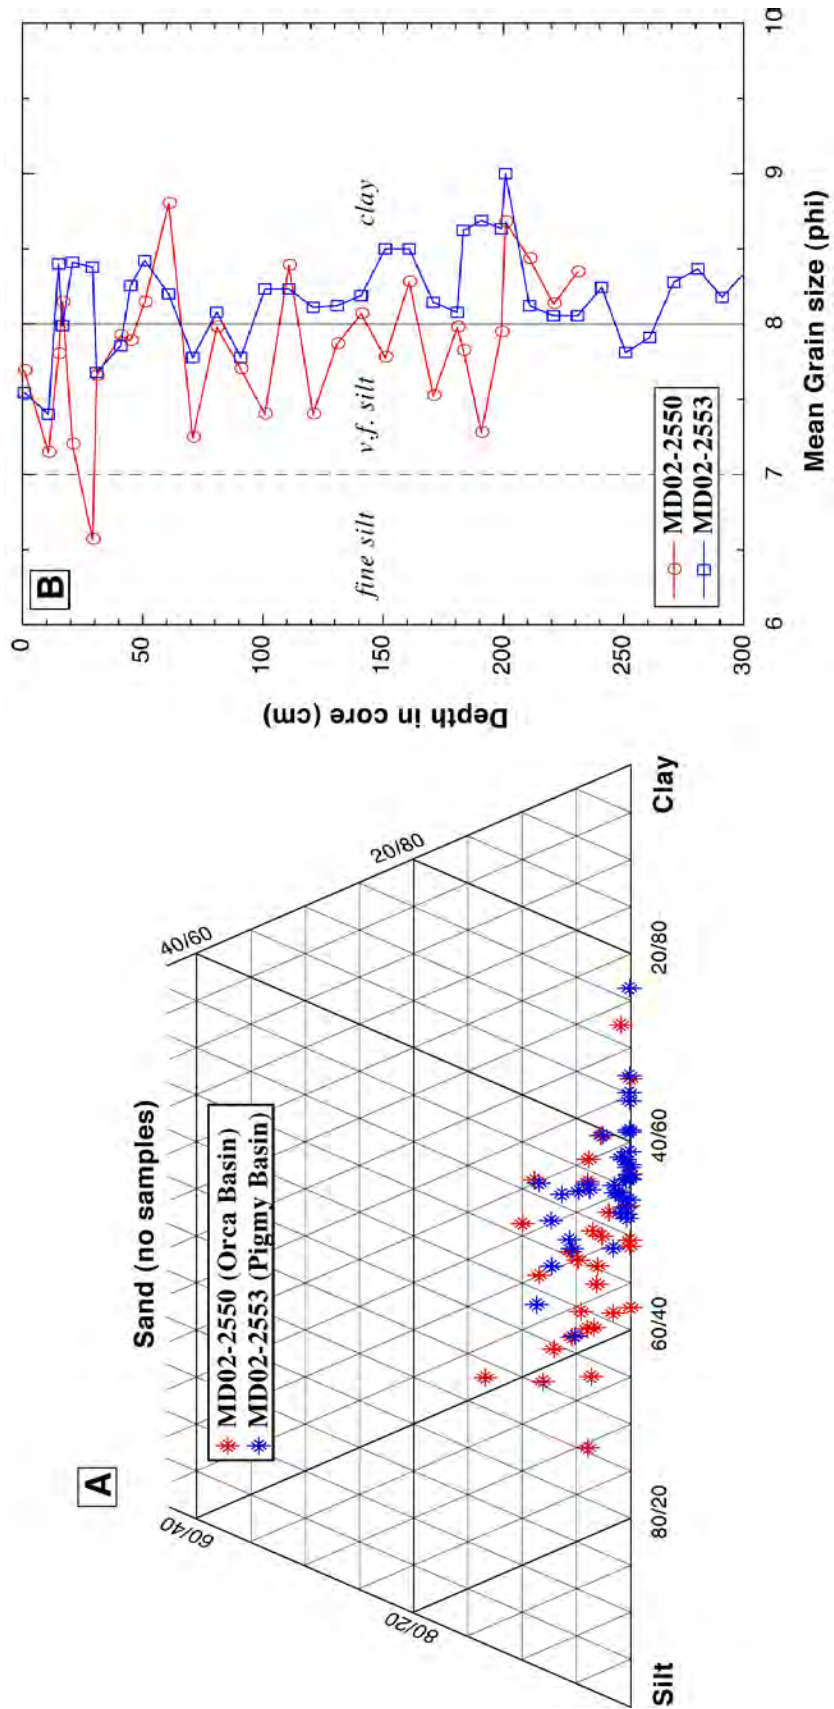 A
Sand (no samples)
MD02-2550 (Orca Basin)
MD02-2553 (Pigmy Basin)
60/40
40/60
80/20
20/80
Silt
80/20
60/40
40/60
20/80
Clay
B
0
50
100
150
200
250
300
Depth in core (cm)
fine silt
v.f. silt
clay
MD02-2550
MD02-2553
6
7
8
9
10
Mean Grain size (phi)